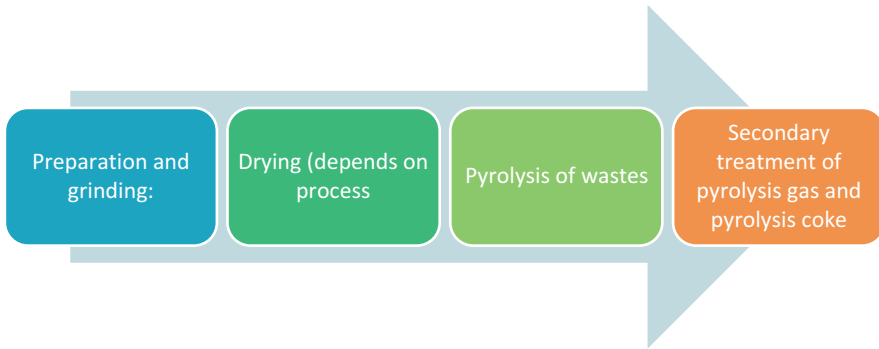 Preparation and
grinding:
Drying (depends on
process
Pyrolysis of wastes
Secondary
treatment of
pyrolysis gas and
pyrolysis coke